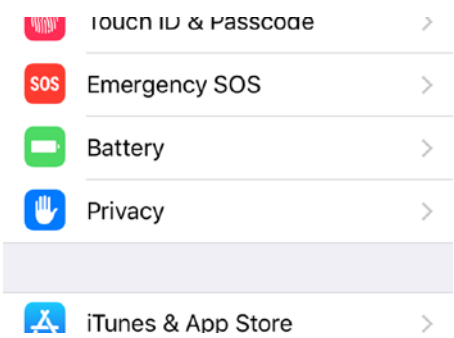 Touch ID & Passcode
SOS Emergency SOS
Battery
Privacy
iTunes & App Store